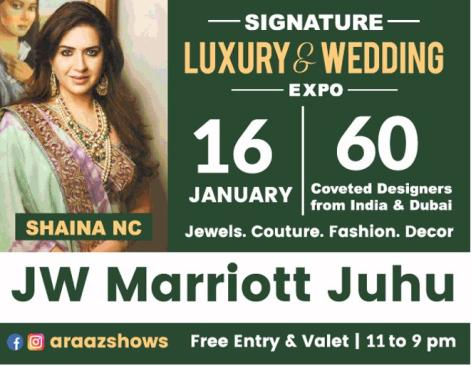 SIGNATURE
LUXURY & WEDDING
EXPO
16
JANUARY
60
Coveted Designers
from India & Dubai
SHAINA NC
Jewels. Couture. Fashion. Decor
JW Marriott Juhu
araazshows
Free Entry & Valet | 11 to 9 pm